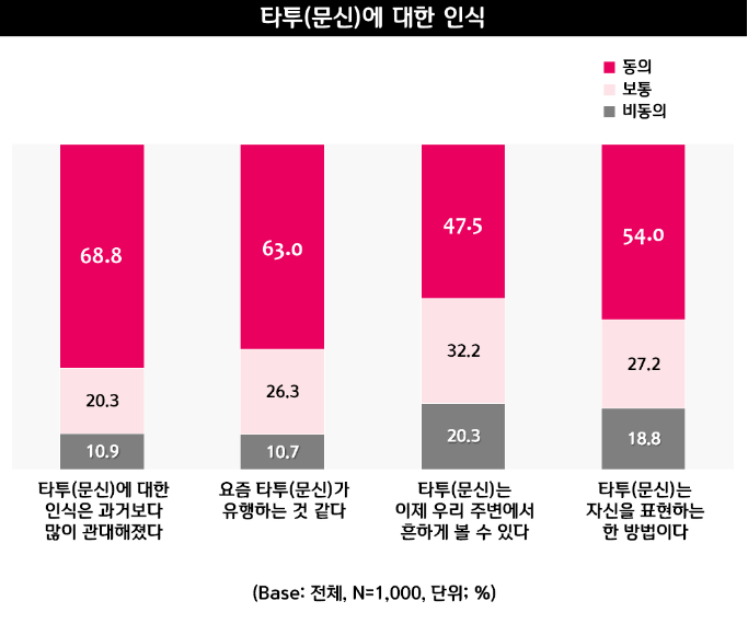 타투(문신)에 대한 인식
동의
보통
비동의
68.8
63.0
47.5
54.0
20.3
26.3
32.2
27.2
10.9
10.7
20.3
18.8
타투(문신)에 대한
인식은 과거보다
많이 관대해졌다
요즘 타투(문신)가
유행하는 것 같다
타투(문신)는
이제 우리 주변에서
흔하게 볼 수 있다
타투(문신)는
자신을 표현하는
한 방법이다
(Base: 전체, N=1,000, 단위; %)